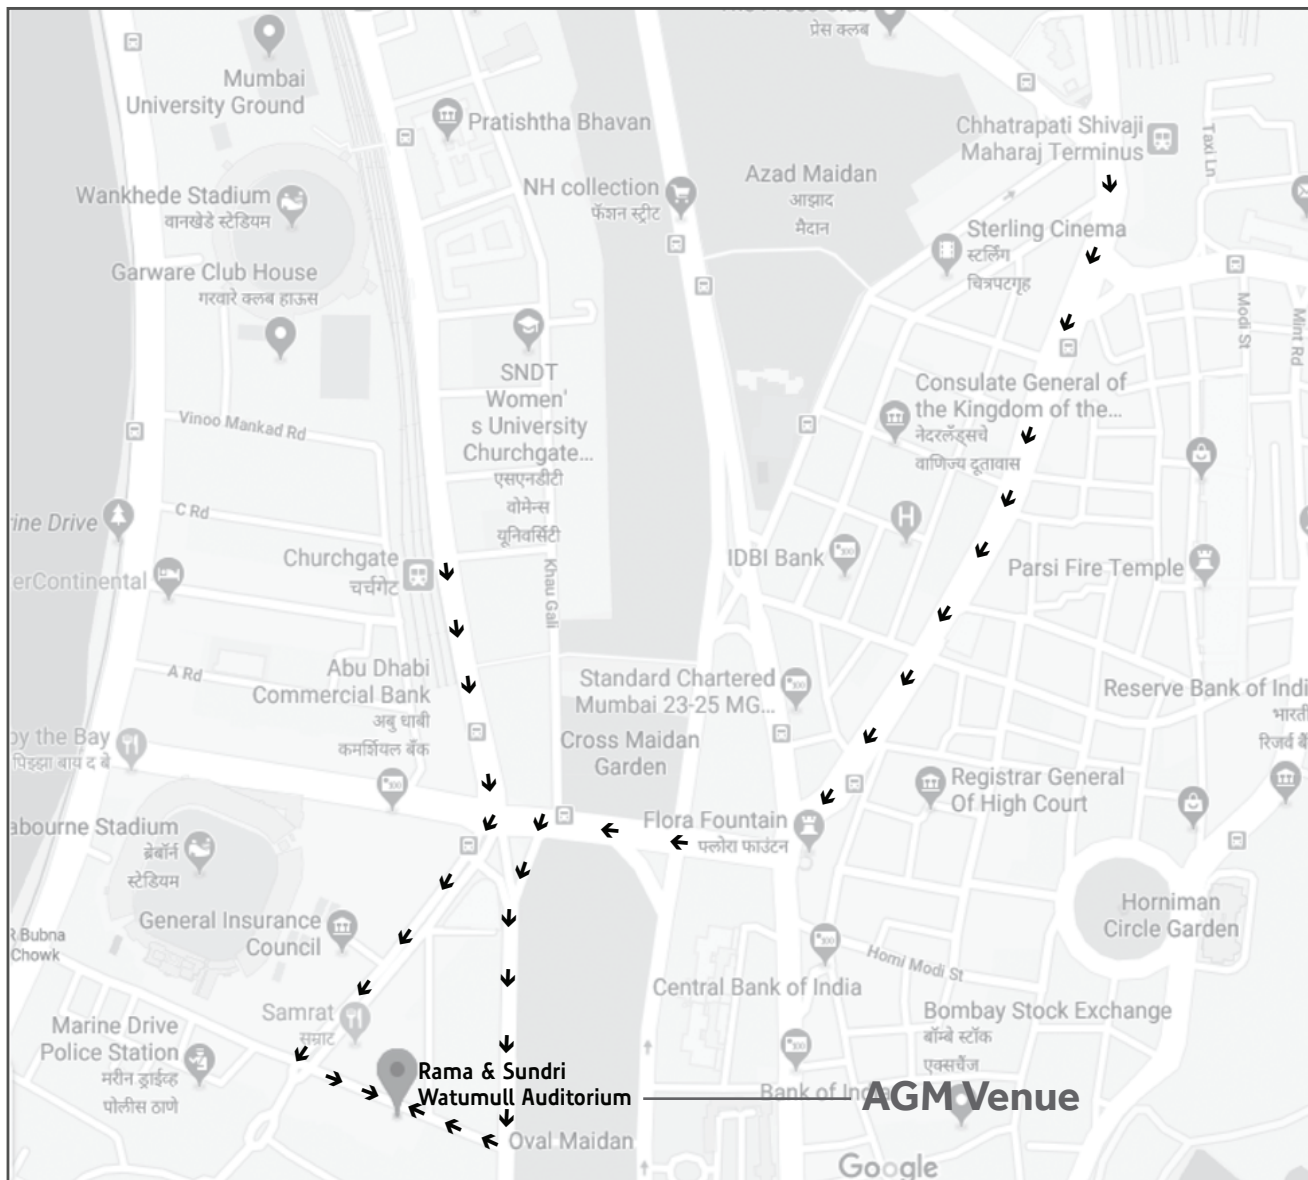 प्रेस क्लब
Mumbai
University Ground
Pratishtha Bhavan
Chhatrapati Shivaji
Maharaj Terminus
Taxi Ln
Wankhede Stadium
वानखेडे स्टेडियम
NH collection
फॅशन स्ट्रीट
Azad Maidan
आझाद
मैदान
Sterling Cinema
स्टर्लिंग
चित्रपटगृह
Garware Club House
गरवारे क्लब हाऊस
Modi St
Mint Rd
SNDT
Women'
s University
Churchgate...
एसएनडीटी
वोमेन्स
यूनिवर्सिटी
Consulate General of
the Kingdom of the...
नेदरलँड्सचे
वाणिज्य दूतावास
Vinoo Mankad Rd
C Rd
rine Drive
H
Churchgate
चर्चगेट
IDBI Bank
Parsi Fire Temple
erContinental
Khau Gali
A Rd
Abu Dhabi
Commercial Bank
अबु धाबी
कमर्शियल बँक
Standard Chartered
Mumbai 23-25 MG...
Reserve Bank of Indi
भारती
रिजर्व बँ
by the Bay
पिझ्झा बाय द बे
Cross Maidan
Garden
Registrar General
Of High Court
Flora Fountain
फ्लोरा फाउंटन
abourne Stadium
ब्रेबॉर्न
स्टेडियम
General Insurance
Council
Horniman
Circle Garden
R Bubna
Chowk
Homi Modi St
Central Bank of India
Samrat
सम्राट
Bombay Stock Exchange
बॉम्बे स्टॉक
एक्सचेंज
Marine Drive
Police Station
मरीन ड्राईव्ह
पोलीस ठाणे
Rama & Sundri
Watumull Auditorium
Bank of India
AGM Venue
Oval Maidan
Google